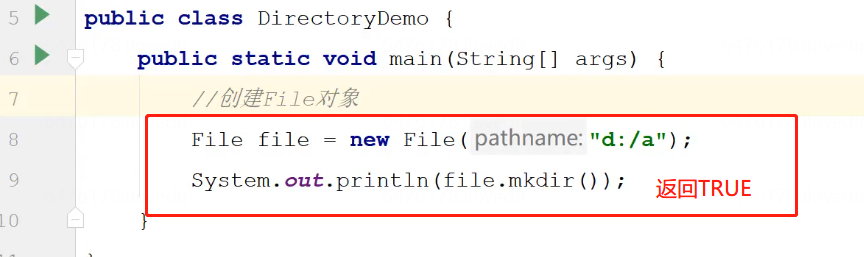 5 public class DirectoryDemo {
6 public static void main(String[] args) {
7 //创建File对象
8 File file = new File( pathname: "d:/a");
9 System.out.println(file.mkdir()); 返回TRUE
10 }